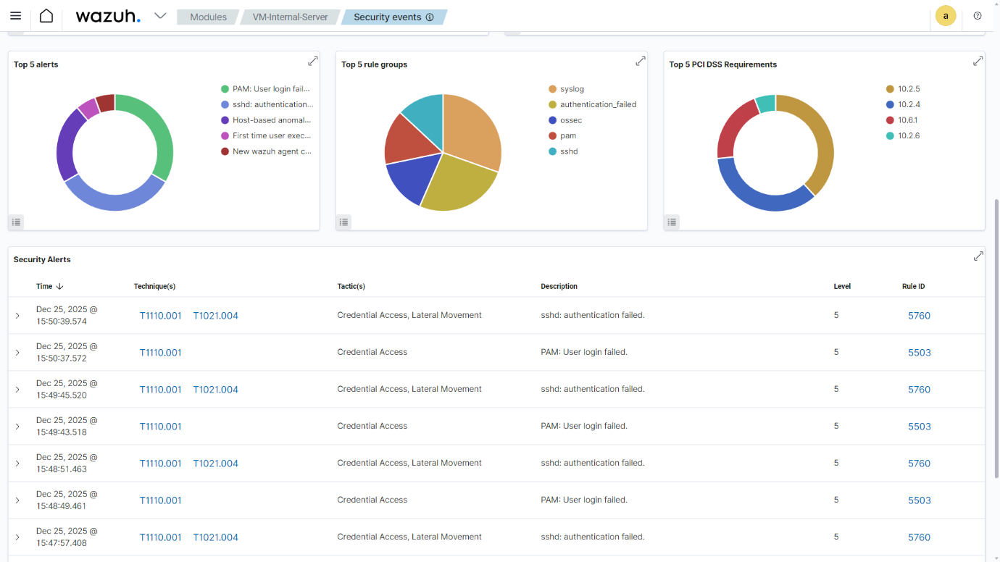 wazuh.
Modules
VM-Internal-Server
Security events
a
Top 5 alerts
PAM: User login fail...
sshd: authentication...
Host-based anomal...
First time user exec...
New wazuh agent c...
Top 5 rule groups
syslog
authentication_failed
ossec
pam
sshd
Top 5 PCI DSS Requirements
10.2.5
10.2.4
10.6.1
10.2.6
Security Alerts
Time Technique(s) Tactic(s) Description Level Rule ID
Dec 25, 2025 @
15:50:39.574
T1110.001 T1021.004 Credential Access, Lateral Movement sshd: authentication failed. 5 5760
Dec 25, 2025 @
15:50:37.572
T1110.001 Credential Access PAM: User login failed. 5 5503
Dec 25, 2025 @
15:49:45.520
T1110.001 T1021.004 Credential Access, Lateral Movement sshd: authentication failed. 5 5760
Dec 25, 2025 @
15:49:43.518
T1110.001 Credential Access PAM: User login failed. 5 5503
Dec 25, 2025 @
15:48:51.463
T1110.001 T1021.004 Credential Access, Lateral Movement sshd: authentication failed. 5 5760
Dec 25, 2025 @
15:48:49.461
T1110.001 Credential Access PAM: User login failed. 5 5503
Dec 25, 2025 @
15:47:57.408
T1110.001 T1021.004 Credential Access, Lateral Movement sshd: authentication failed. 5 5760